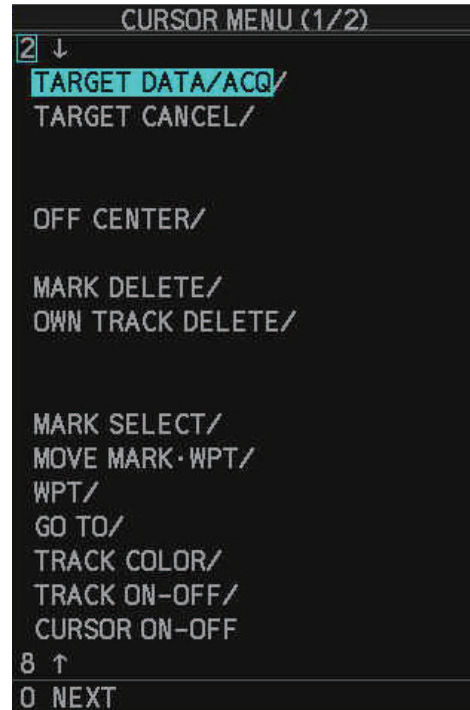 CURSOR MENU (1/2)
2 ↓
TARGET DATA/ACQ/
TARGET CANCEL/
OFF CENTER/
MARK DELETE/
OWN TRACK DELETE/
MARK SELECT/
MOVE MARK·WPT/
WPT/
GO TO/
TRACK COLOR/
TRACK ON-OFF/
CURSOR ON-OFF
8 ↑
0 NEXT